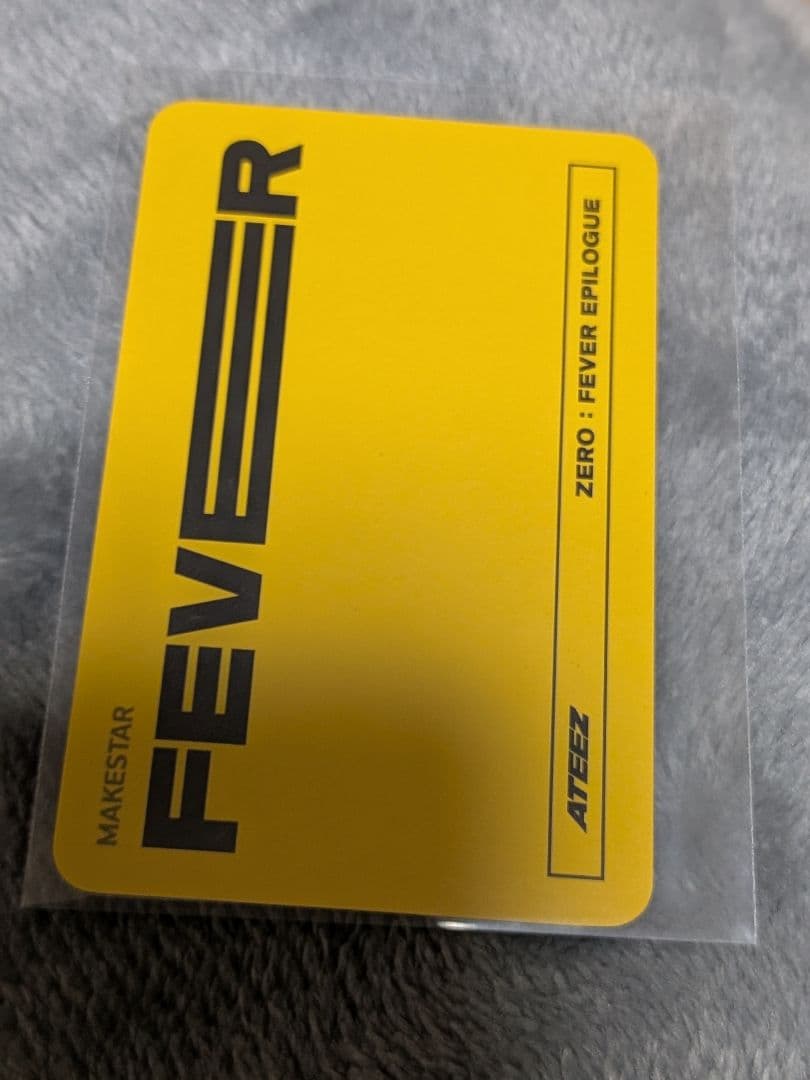 MAKESTAR
FEVER
ATEEZ ZERO : FEVER EPILOGUE